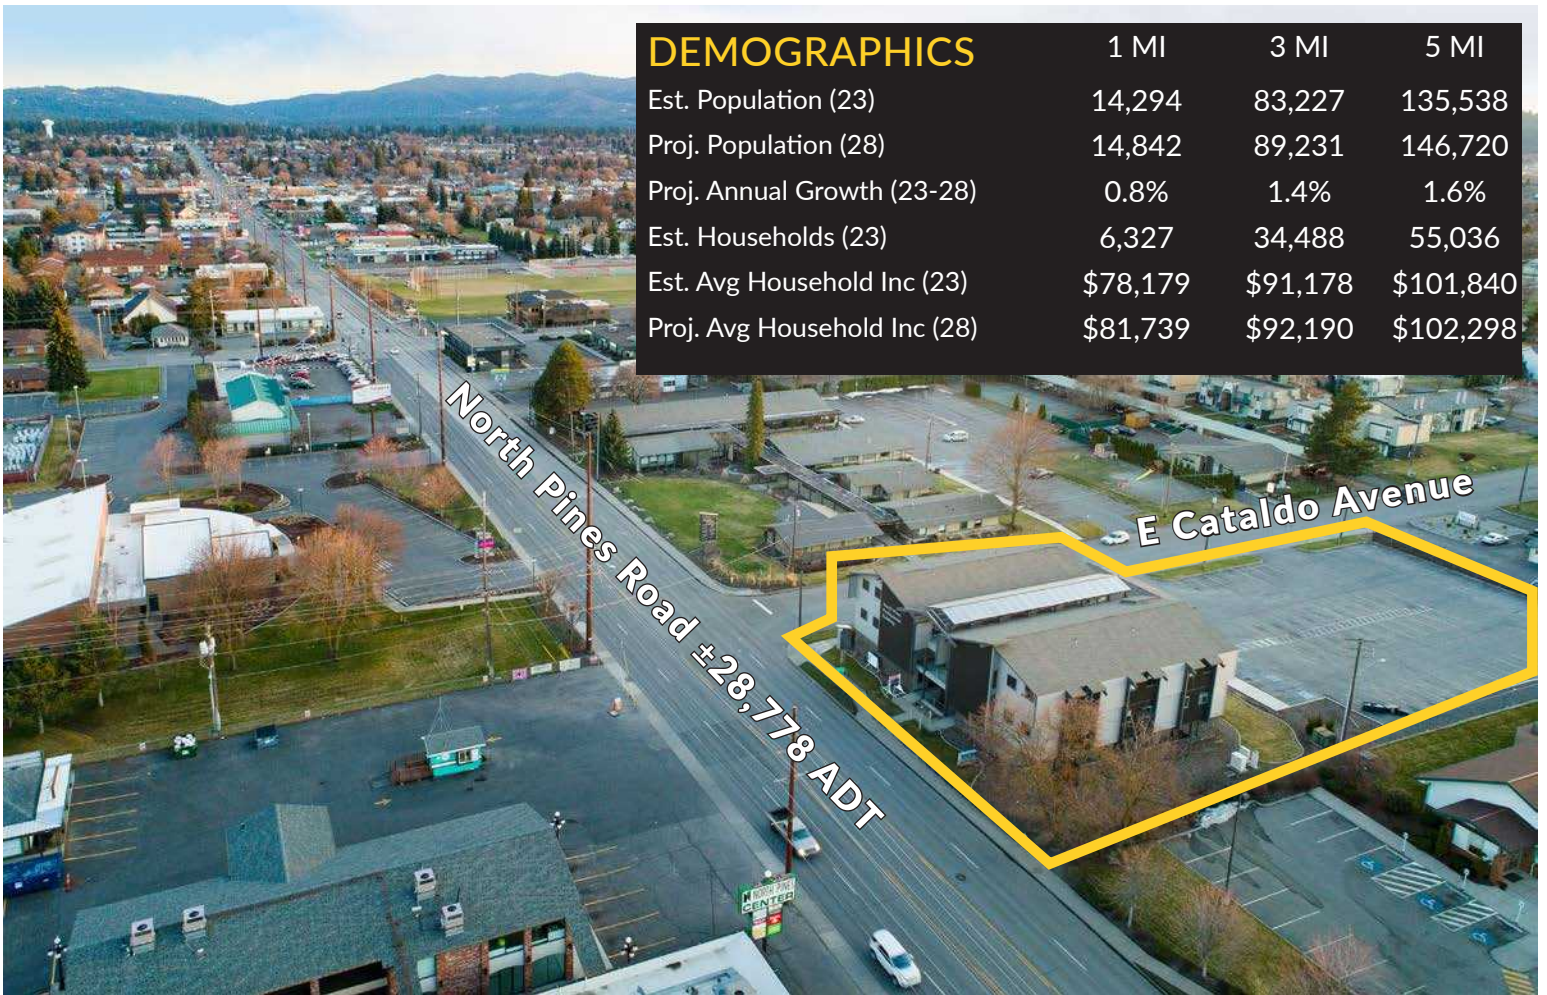 DEMOGRAPHICS 1 MI 3 MI 5 MI
Est. Population (23) 14,294 83,227 135,538
Proj. Population (28) 14,842 89,231 146,720
Proj. Annual Growth (23-28) 0.8% 1.4% 1.6%
Est. Households (23) 6,327 34,488 55,036
Est. Avg Household Inc (23) $78,179 $91,178 $101,840
Proj. Avg Household Inc (28) $81,739 $92,190 $102,298
North Pines Road ±28,778 ADT
E Cataldo Avenue
NORTH PINES
CENTER